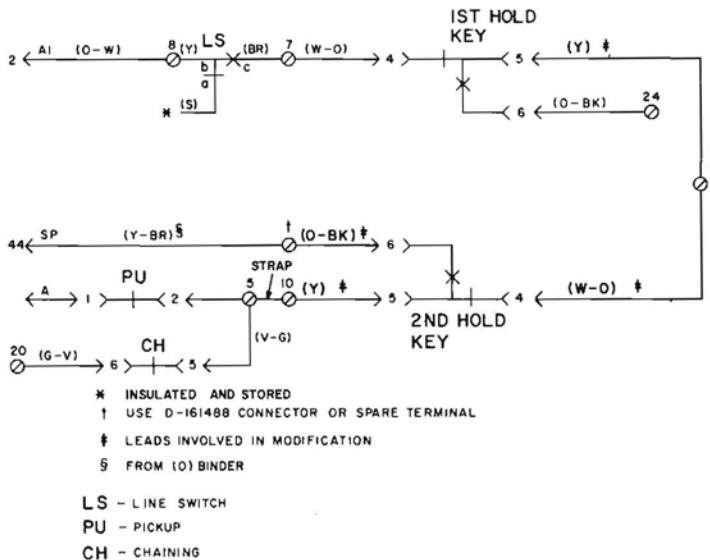 1ST HOLD
KEY
2 AI (O-W) 8 (Y) LS (BR) 7 (W-O) 4 5 (Y) ⧧
b
a c
* (S) 6 (O-BK) 24
44 SP (Y-BR) § † (O-BK) ⧧ 6
A 1 PU 2 5 STRAP 10 (Y) ⧧ 5 4 (W-O) ⧧
2ND HOLD
KEY
(V-G)
20 (G-V) 6 CH 5
* INSULATED AND STORED
† USE D-161488 CONNECTOR OR SPARE TERMINAL
⧧ LEADS INVOLVED IN MODIFICATION
§ FROM (O) BINDER
LS - LINE SWITCH
PU - PICKUP
CH - CHAINING